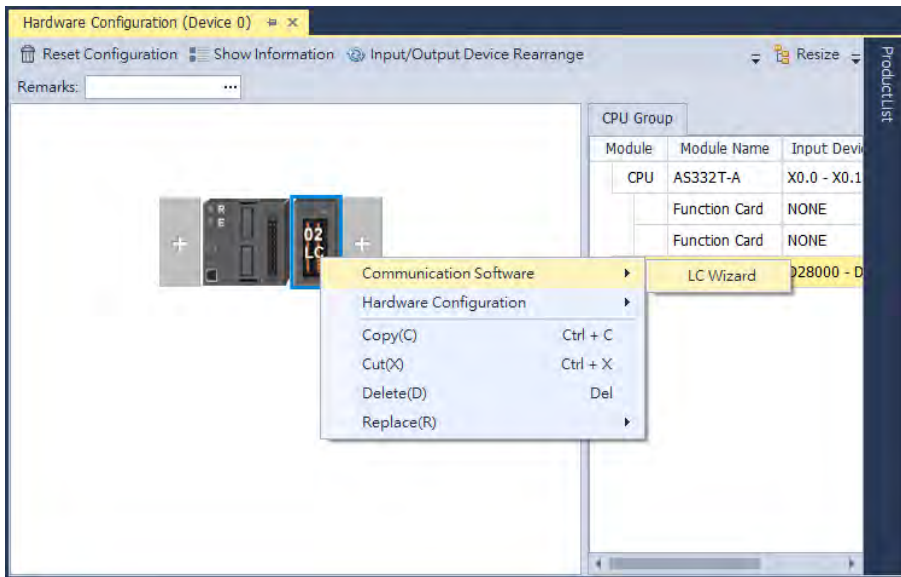 Hardware Configuration (Device 0)
Reset Configuration Show Information Input/Output Device Rearrange Resize
Remarks: ...
Product List
CPU Group
Module Module Name Input Devi
CPU AS332T-A X0.0 - X0.1
Function Card NONE
Function Card NONE
D28000 - D
R
E
02
LC
Communication Software
LC Wizard
Hardware Configuration
Copy(C) Ctrl + C
Cut(X) Ctrl + X
Delete(D) Del
Replace(R)